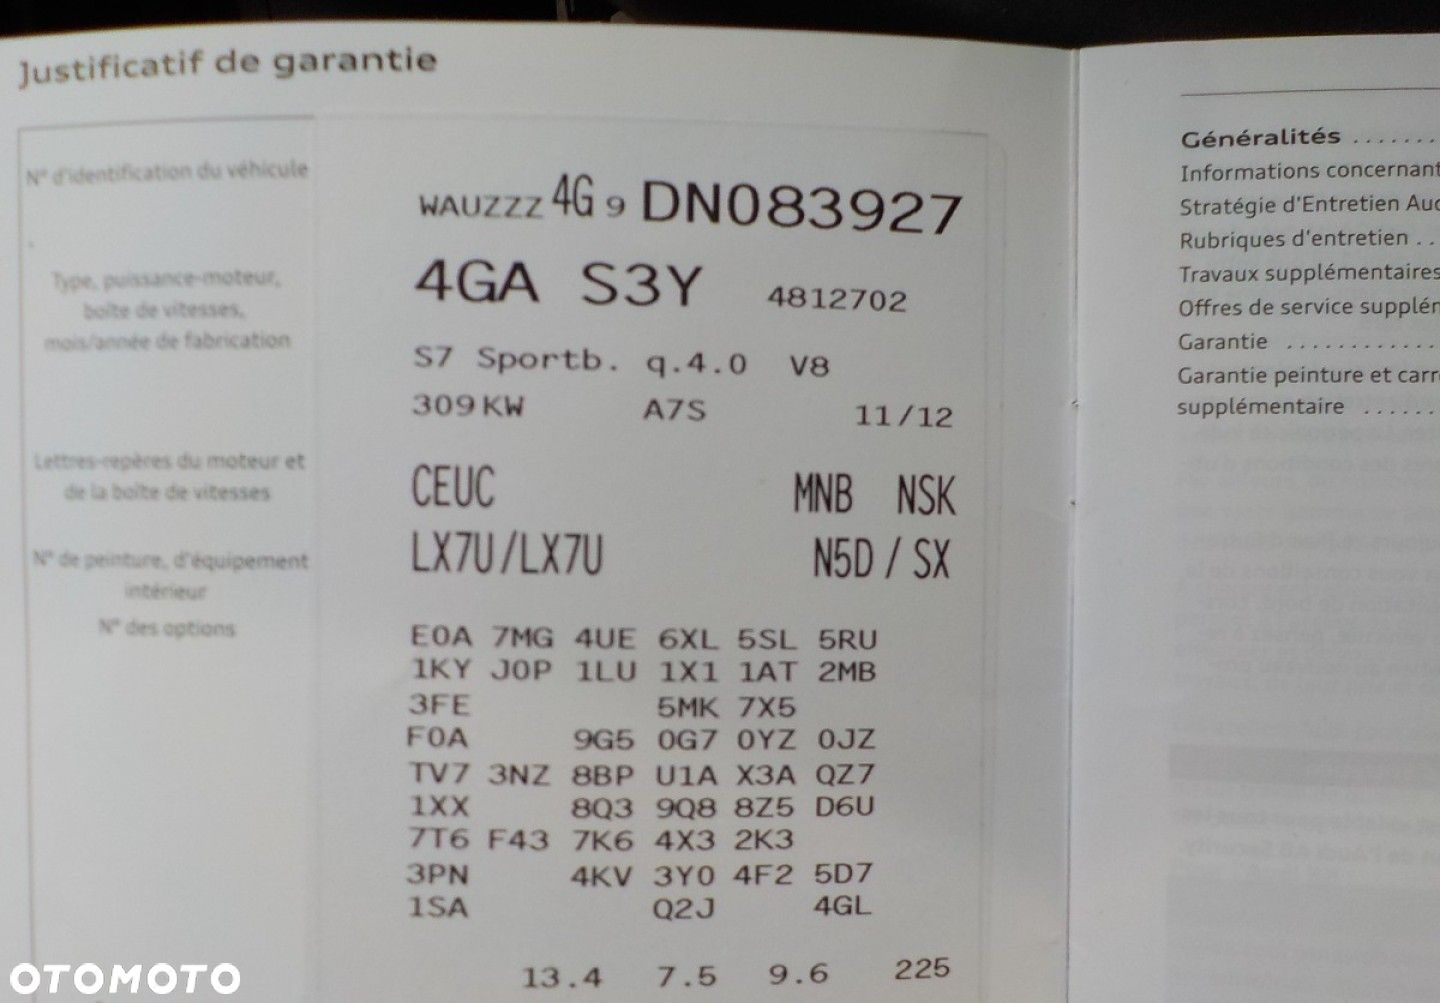 Justificatif de garantie
N° d'identification du véhicule
WAUZZZ 4G 9 DN083927
Type, puissance-moteur,
boîte de vitesses,
mois/année de fabrication
4GA S3Y 4812702
S7 Sportb. q.4.0 V8
309 KW A7S 11/12
Lettres-repères du moteur et
de la boîte de vitesses
CEUC MNB NSK
N° de peinture, d'équipement
intérieur
LX7U/LX7U N5D / SX
N° des options
E0A 7MG 4UE 6XL 5SL 5RU
1KY J0P 1LU 1X1 1AT 2MB
3FE 5MK 7X5
F0A 9G5 0G7 0YZ 0JZ
TV7 3NZ 8BP U1A X3A QZ7
1XX 8Q3 9Q8 8Z5 D6U
7T6 F43 7K6 4X3 2K3
3PN 4KV 3Y0 4F2 5D7
1SA Q2J 4GL
13.4 7.5 9.6 225
Généralités .......
Informations concernant
Stratégie d'Entretien Aud
Rubriques d'entretien ..
Travaux supplémentaires
Offres de service supplém
Garantie ............
Garantie peinture et carro
supplémentaire ......
OTOMOTO